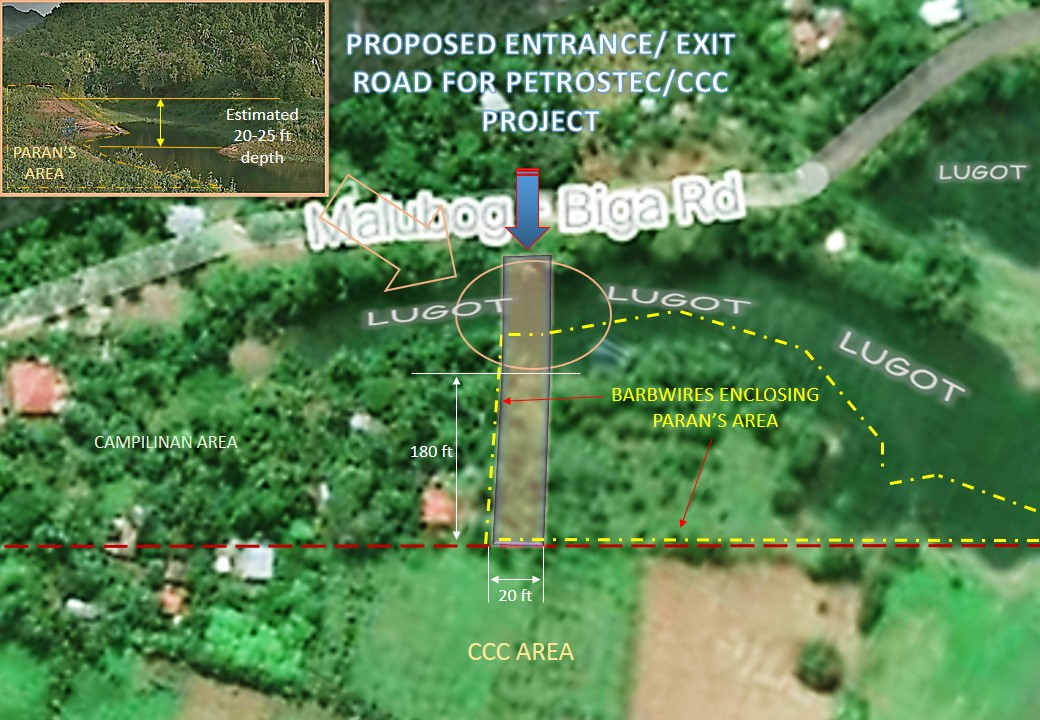 PROPOSED ENTRANCE/ EXIT
ROAD FOR PETROSTEC/CCC
PROJECT
Estimated
20-25 ft
depth
PARAN'S
AREA
LUGOT
Malubog - Biga Rd
LUGOT
LUGOT
LUGOT
BARBWIRES ENCLOSING
PARAN'S AREA
CAMPILINAN AREA
180 ft
20 ft
CCC AREA